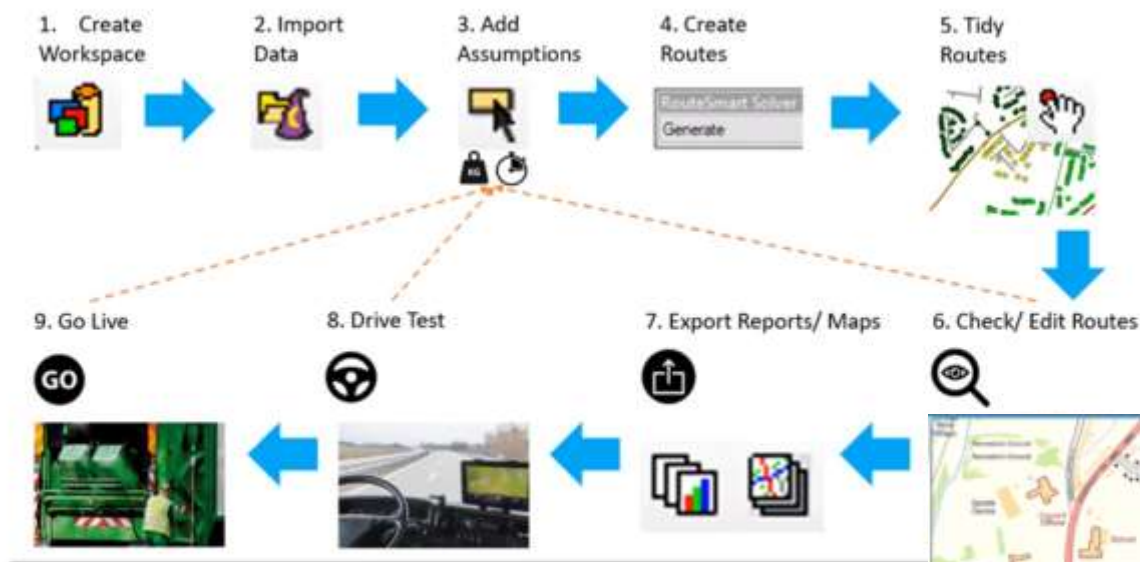 1. Create
Workspace
2. Import
Data
3. Add
Assumptions
4. Create
Routes
5. Tidy
Routes
RouteSmart Solver
Generate
KG
9. Go Live
8. Drive Test
7. Export Reports/ Maps
6. Check/ Edit Routes
GO